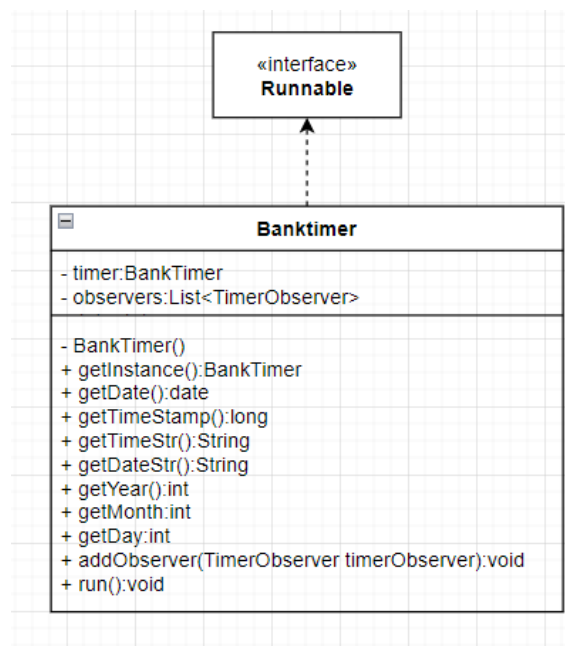 «interface»
Runnable
Banktimer
- timer:BankTimer
- observers:List<TimerObserver>
- BankTimer()
+ getInstance():BankTimer
+ getDate():date
+ getTimeStamp():long
+ getTimeStr():String
+ getDateStr():String
+ getYear():int
+ getMonth:int
+ getDay:int
+ addObserver(TimerObserver timerObserver):void
+ run():void